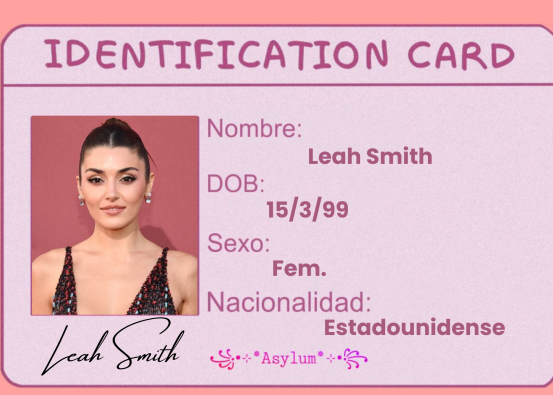 IDENTIFICATION CARD
Nombre:
Leah Smith
DOB:
15/3/99
Sexo:
Fem.
Nacionalidad:
Estadounidense
Leah Smith
꧁•⊹٭Asylum٭⊹•꧂